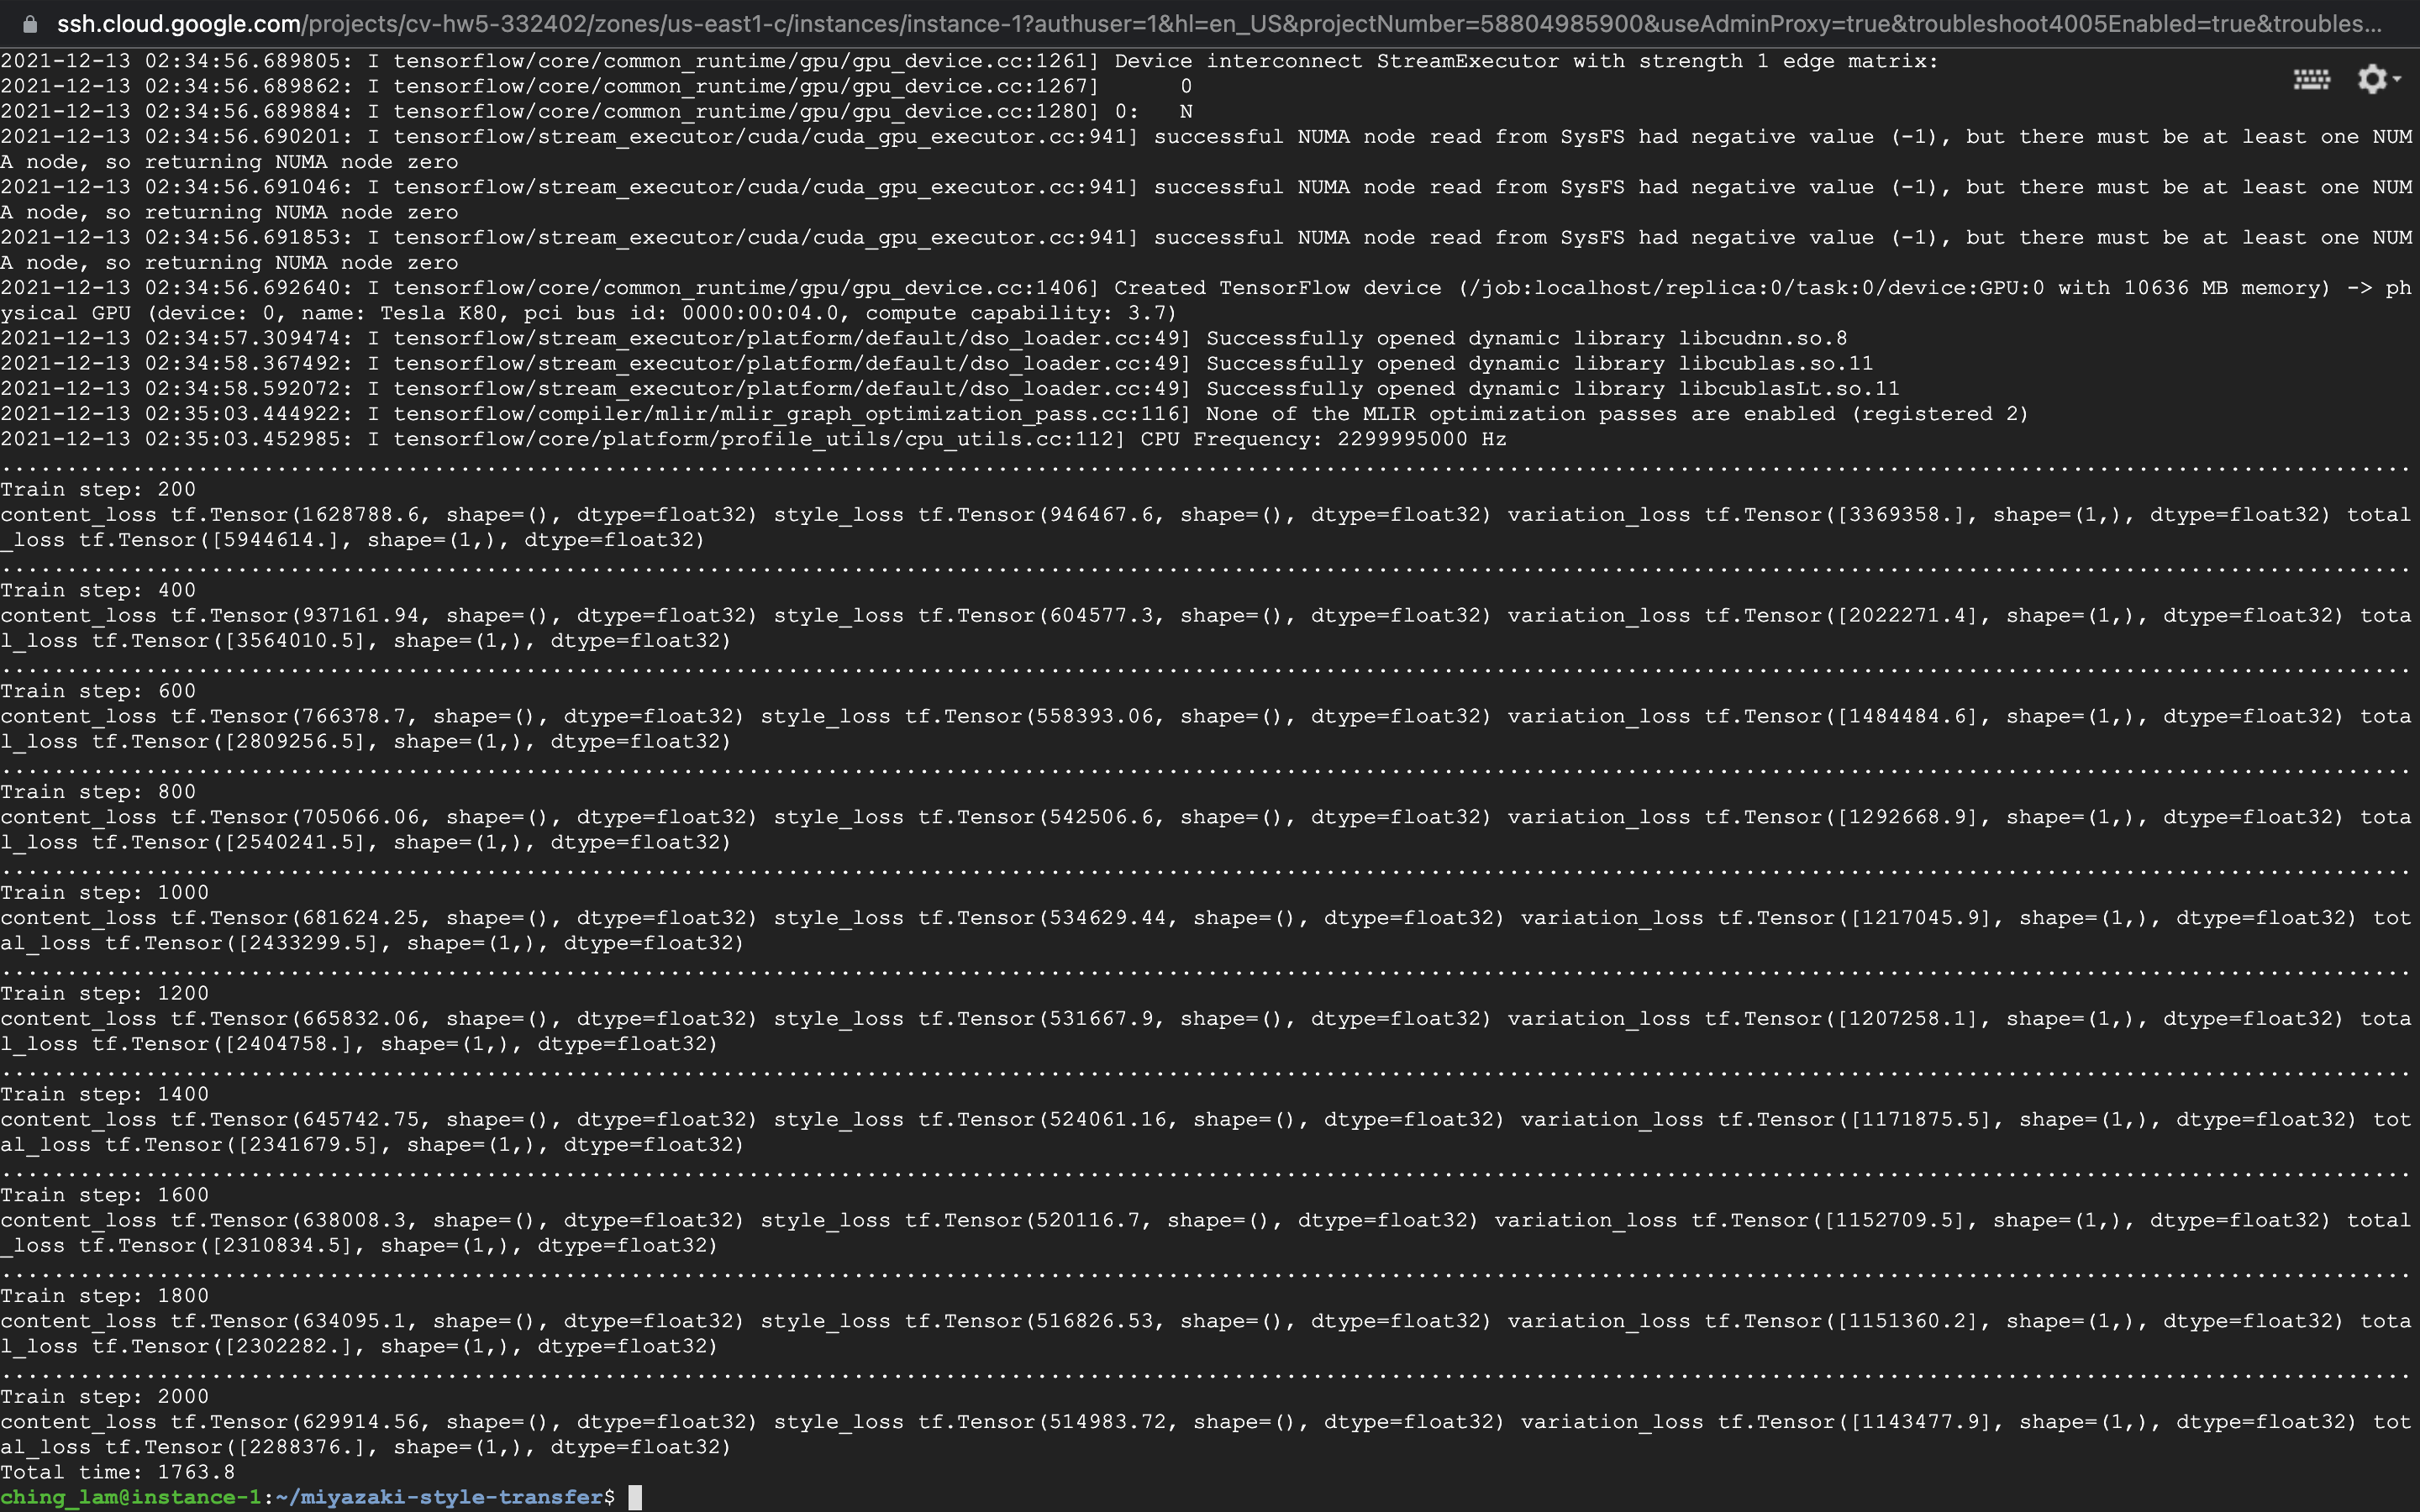 ssh.cloud.google.com/projects/cv-hw5-332402/zones/us-east1-c/instances/instance-1?authuser=1&hl=en_US&projectNumber=58804985900&useAdminProxy=true&troubleshoot4005Enabled=true&troubles...
2021-12-13 02:34:56.689805: I tensorflow/core/common_runtime/gpu/gpu_device.cc:1261] Device interconnect StreamExecutor with strength 1 edge matrix:
2021-12-13 02:34:56.689862: I tensorflow/core/common_runtime/gpu/gpu_device.cc:1267]      0
2021-12-13 02:34:56.689884: I tensorflow/core/common_runtime/gpu/gpu_device.cc:1280] 0:   N
2021-12-13 02:34:56.690201: I tensorflow/stream_executor/cuda/cuda_gpu_executor.cc:941] successful NUMA node read from SysFS had negative value (-1), but there must be at least one NUM
A node, so returning NUMA node zero
2021-12-13 02:34:56.691046: I tensorflow/stream_executor/cuda/cuda_gpu_executor.cc:941] successful NUMA node read from SysFS had negative value (-1), but there must be at least one NUM
A node, so returning NUMA node zero
2021-12-13 02:34:56.691853: I tensorflow/stream_executor/cuda/cuda_gpu_executor.cc:941] successful NUMA node read from SysFS had negative value (-1), but there must be at least one NUM
A node, so returning NUMA node zero
2021-12-13 02:34:56.692640: I tensorflow/core/common_runtime/gpu/gpu_device.cc:1406] Created TensorFlow device (/job:localhost/replica:0/task:0/device:GPU:0 with 10636 MB memory) -> ph
ysical GPU (device: 0, name: Tesla K80, pci bus id: 0000:00:04.0, compute capability: 3.7)
2021-12-13 02:34:57.309474: I tensorflow/stream_executor/platform/default/dso_loader.cc:49] Successfully opened dynamic library libcudnn.so.8
2021-12-13 02:34:58.367492: I tensorflow/stream_executor/platform/default/dso_loader.cc:49] Successfully opened dynamic library libcublas.so.11
2021-12-13 02:34:58.592072: I tensorflow/stream_executor/platform/default/dso_loader.cc:49] Successfully opened dynamic library libcublasLt.so.11
2021-12-13 02:35:03.444922: I tensorflow/compiler/mlir/mlir_graph_optimization_pass.cc:116] None of the MLIR optimization passes are enabled (registered 2)
2021-12-13 02:35:03.452985: I tensorflow/core/platform/profile_utils/cpu_utils.cc:112] CPU Frequency: 2299995000 Hz
........................................................................................................................................................................................
Train step: 200
content_loss tf.Tensor(1628788.6, shape=(), dtype=float32) style_loss tf.Tensor(946467.6, shape=(), dtype=float32) variation_loss tf.Tensor([3369358.], shape=(1,), dtype=float32) total
_loss tf.Tensor([5944614.], shape=(1,), dtype=float32)
........................................................................................................................................................................................
Train step: 400
content_loss tf.Tensor(937161.94, shape=(), dtype=float32) style_loss tf.Tensor(604577.3, shape=(), dtype=float32) variation_loss tf.Tensor([2022271.4], shape=(1,), dtype=float32) tota
l_loss tf.Tensor([3564010.5], shape=(1,), dtype=float32)
........................................................................................................................................................................................
Train step: 600
content_loss tf.Tensor(766378.7, shape=(), dtype=float32) style_loss tf.Tensor(558393.06, shape=(), dtype=float32) variation_loss tf.Tensor([1484484.6], shape=(1,), dtype=float32) tota
l_loss tf.Tensor([2809256.5], shape=(1,), dtype=float32)
........................................................................................................................................................................................
Train step: 800
content_loss tf.Tensor(705066.06, shape=(), dtype=float32) style_loss tf.Tensor(542506.6, shape=(), dtype=float32) variation_loss tf.Tensor([1292668.9], shape=(1,), dtype=float32) tota
l_loss tf.Tensor([2540241.5], shape=(1,), dtype=float32)
........................................................................................................................................................................................
Train step: 1000
content_loss tf.Tensor(681624.25, shape=(), dtype=float32) style_loss tf.Tensor(534629.44, shape=(), dtype=float32) variation_loss tf.Tensor([1217045.9], shape=(1,), dtype=float32) tot
al_loss tf.Tensor([2433299.5], shape=(1,), dtype=float32)
........................................................................................................................................................................................
Train step: 1200
content_loss tf.Tensor(665832.06, shape=(), dtype=float32) style_loss tf.Tensor(531667.9, shape=(), dtype=float32) variation_loss tf.Tensor([1207258.1], shape=(1,), dtype=float32) tota
l_loss tf.Tensor([2404758.], shape=(1,), dtype=float32)
........................................................................................................................................................................................
Train step: 1400
content_loss tf.Tensor(645742.75, shape=(), dtype=float32) style_loss tf.Tensor(524061.16, shape=(), dtype=float32) variation_loss tf.Tensor([1171875.5], shape=(1,), dtype=float32) tot
al_loss tf.Tensor([2341679.5], shape=(1,), dtype=float32)
........................................................................................................................................................................................
Train step: 1600
content_loss tf.Tensor(638008.3, shape=(), dtype=float32) style_loss tf.Tensor(520116.7, shape=(), dtype=float32) variation_loss tf.Tensor([1152709.5], shape=(1,), dtype=float32) total
_loss tf.Tensor([2310834.5], shape=(1,), dtype=float32)
........................................................................................................................................................................................
Train step: 1800
content_loss tf.Tensor(634095.1, shape=(), dtype=float32) style_loss tf.Tensor(516826.53, shape=(), dtype=float32) variation_loss tf.Tensor([1151360.2], shape=(1,), dtype=float32) tota
l_loss tf.Tensor([2302282.], shape=(1,), dtype=float32)
........................................................................................................................................................................................
Train step: 2000
content_loss tf.Tensor(629914.56, shape=(), dtype=float32) style_loss tf.Tensor(514983.72, shape=(), dtype=float32) variation_loss tf.Tensor([1143477.9], shape=(1,), dtype=float32) tot
al_loss tf.Tensor([2288376.], shape=(1,), dtype=float32)
Total time: 1763.8
ching_lam@instance-1:~/miyazaki-style-transfer$